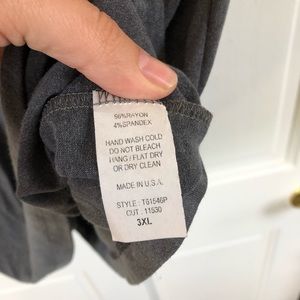 96%RAYON
4%SPANDEX
HAND WASH COLD
DO NOT BLEACH
HANG / FLAT DRY
OR DRY CLEAN
MADE IN U.S.A.
STYLE : T61546P
CUT : 11530
3XL